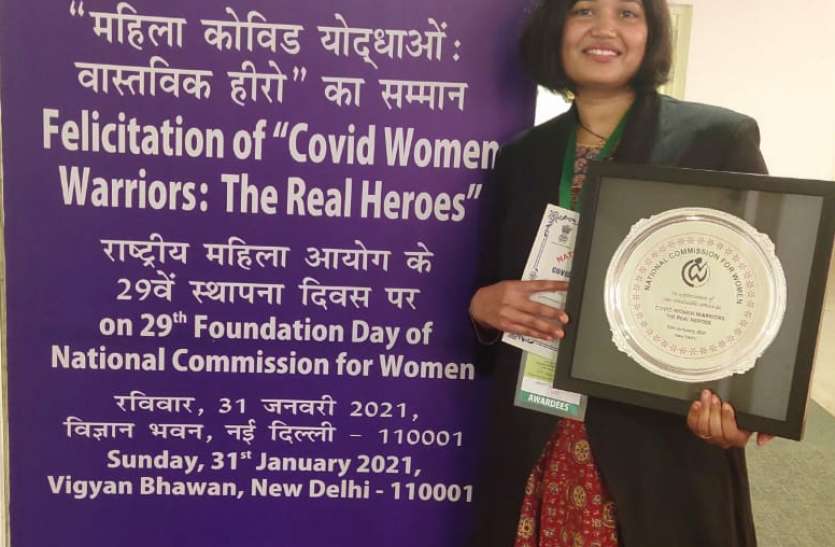 “महिला कोविड योद्धाओं :
वास्तविक हीरो” का सम्मान
Felicitation of “Covid Women
Warriors: The Real Heroes”
राष्ट्रीय महिला आयोग के
29वें स्थापना दिवस पर
on 29th Foundation Day of
National Commission for Women
रविवार, 31 जनवरी 2021,
विज्ञान भवन, नई दिल्ली – 110001
Sunday, 31st January 2021,
Vigyan Bhawan, New Delhi - 110001
AWARDEES
NATIONAL COMMISSION FOR WOMEN
COVID WOMEN WARRIORS
THE REAL HEROES